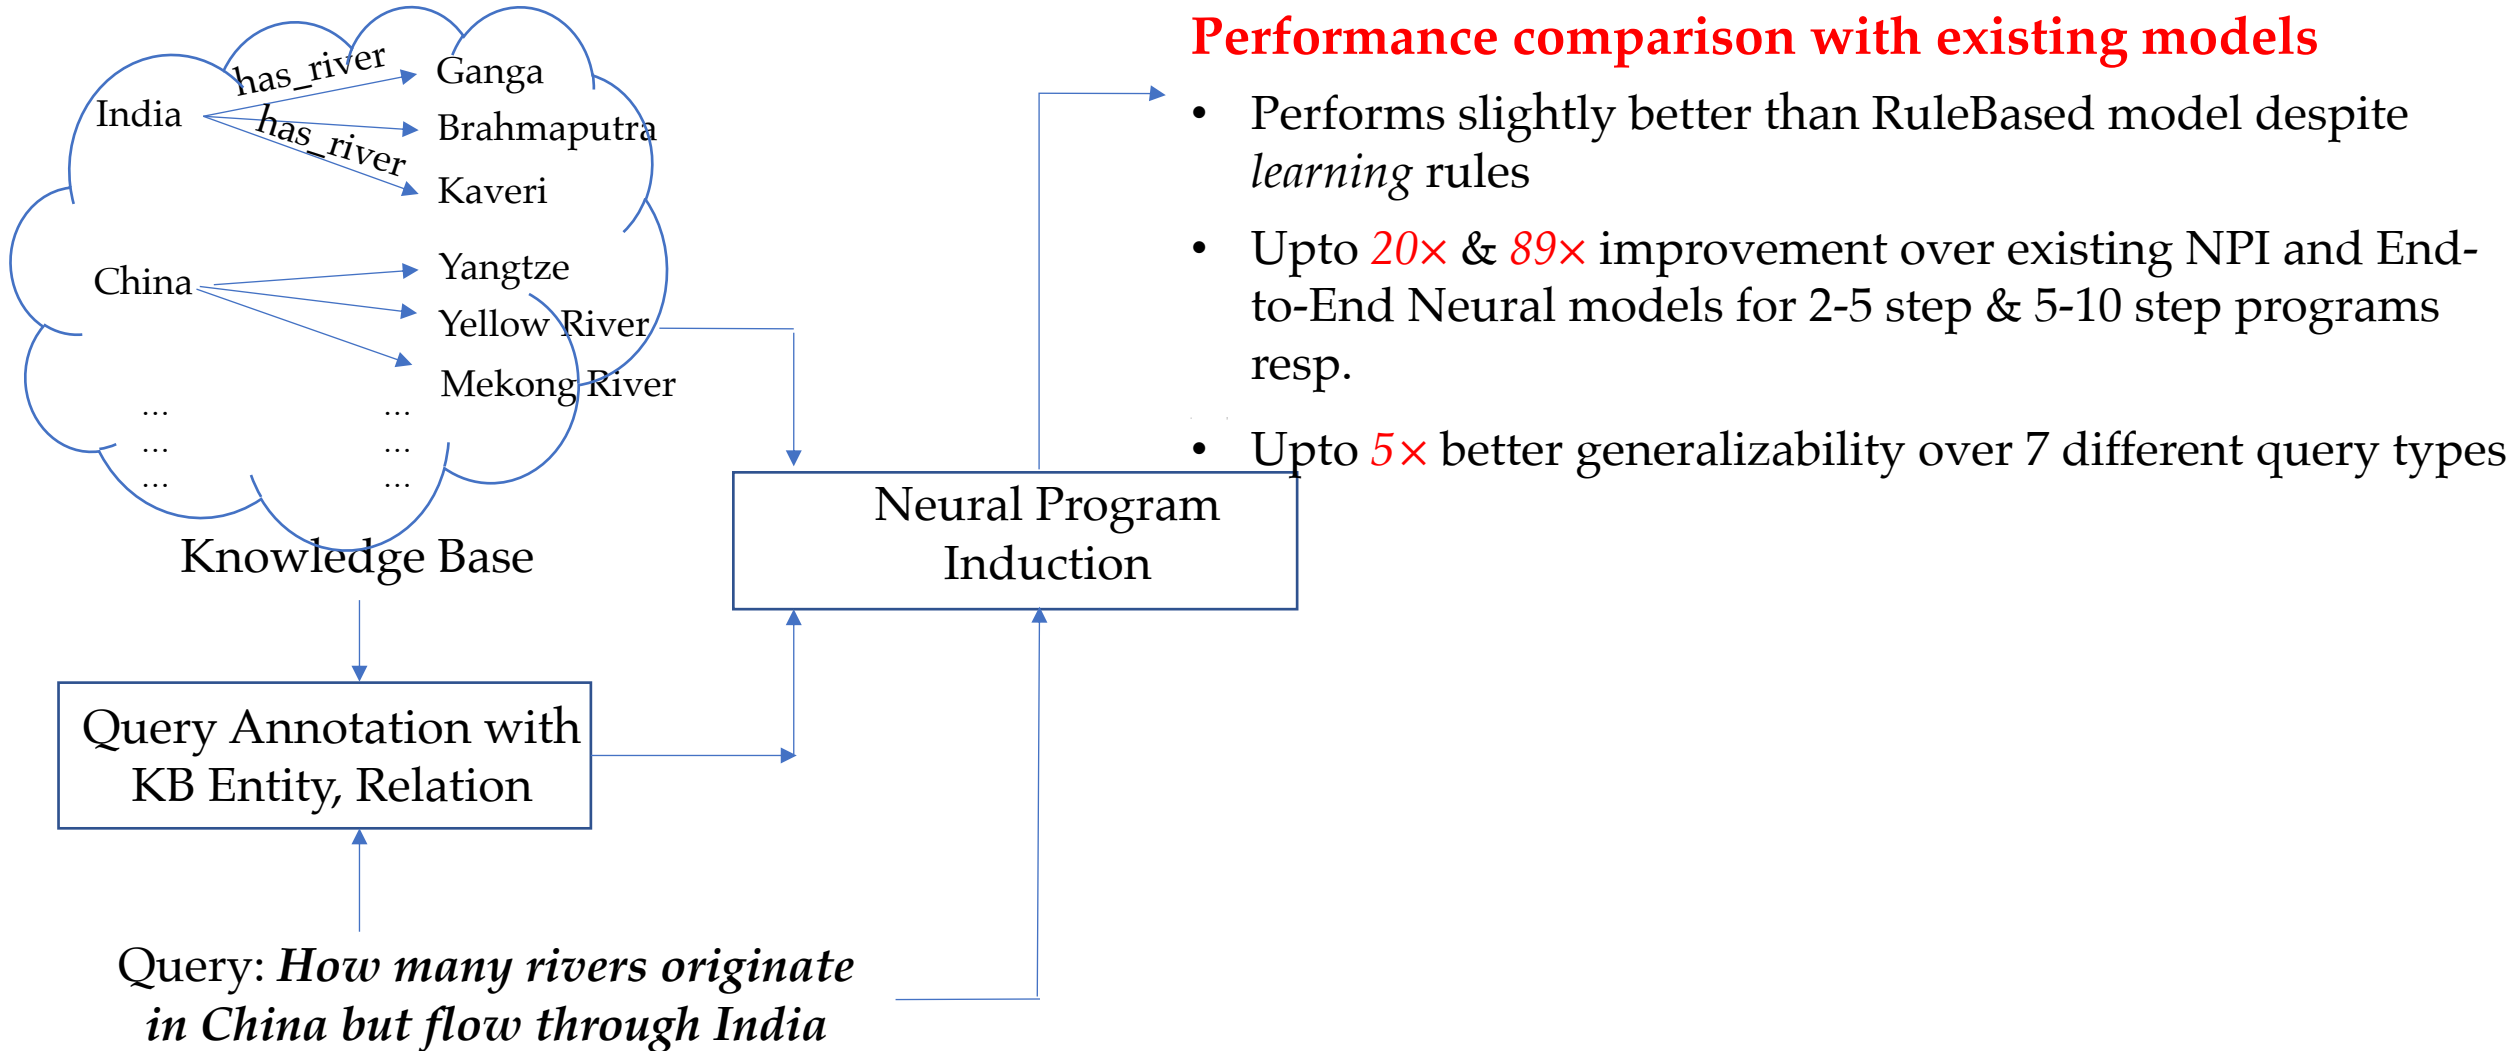 has_river
India
has_river
Ganga
Brahmaputra
Kaveri
China
Yangtze
Yellow River
Mekong River
... ...
... ...
... ...
Knowledge Base
Query Annotation with
KB Entity, Relation
Query: How many rivers originate
in China but flow through India
Neural Program
Induction
Performance comparison with existing models
• Performs slightly better than RuleBased model despite
learning rules
• Upto 20× & 89× improvement over existing NPI and End-
to-End Neural models for 2-5 step & 5-10 step programs
resp.
• Upto 5× better generalizability over 7 different query types